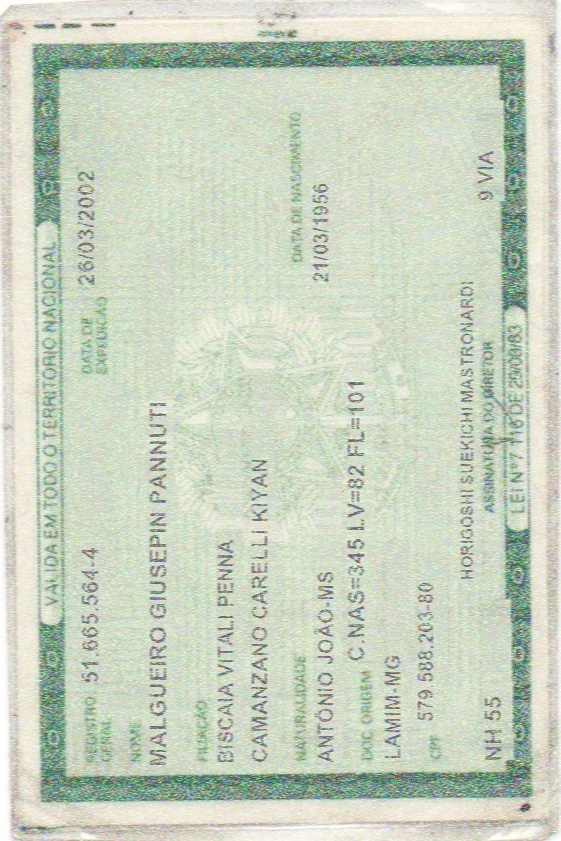 VALIDA EM TODO O TERRITORIO NACIONAL
REGISTRO GERAL 51.665.564-4 DATA DE EXPEDIÇÃO 26/03/2002
NOME
MALGUEIRO GIUSEPIN PANNUTI
FILIAÇÃO
BISCAIA VITALI PENNA
CAMANZANO CARELLI KIYAN
NATURALIDADE DATA DE NASCIMENTO
ANTÔNIO JOÃO-MS 21/03/1956
DOC ORIGEM C.NAS=345 LV=82 FL=101
LAMIM-MG
CPF 579.588.203-80
HORIGOSHI SUEKICHI MASTRONARDI
NH 55 ASSINATURA DO DIRETOR 9 VIA
LEI Nº 7 116 DE 29/08/83